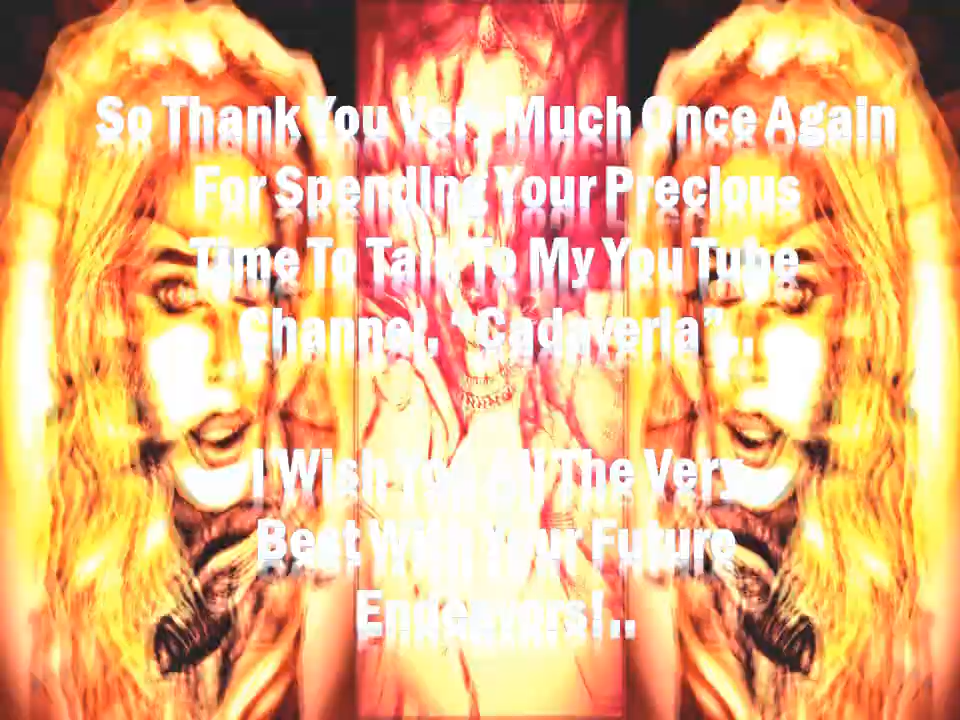 So Thank You Very Much Once Again
For Spending Your Precious
Time To Talk To My You Tube
Channel, "Cadaveria"..
I Wish You All The Very
Best With Your Future
Endeavors!..